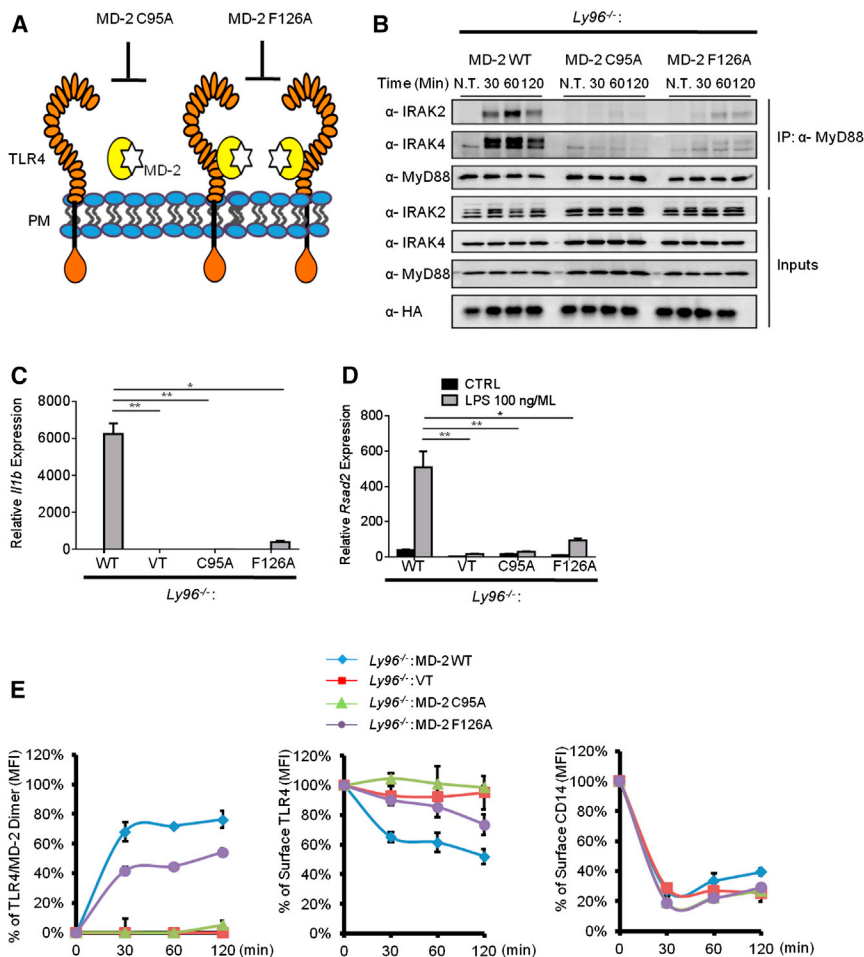 A
MD-2 C95A MD-2 F126A
TLR4
MD-2
PM
B
Ly96-/-:
MD-2 WT MD-2 C95A MD-2 F126A
Time (Min) N.T. 30 60 120 N.T. 30 60 120 N.T. 30 60 120
α- IRAK2
α- IRAK4
α- MyD88
IP: α- MyD88
α- IRAK2
α- IRAK4
α- MyD88
α- HA
Inputs
C
Relative Il1b Expression
8000
6000
4000
2000
0
*
**
**
WT VT C95A F126A
Ly96-/-:
D
CTRL
LPS 100 ng/ML
Relative Rsad2 Expression
800
600
400
200
0
*
**
**
WT VT C95A F126A
Ly96-/-:
E
Ly96-/-: MD-2 WT
Ly96-/-: VT
Ly96-/-: MD-2 C95A
Ly96-/-: MD-2 F126A
% of TLR4/MD-2 Dimer (MFI)
120%
100%
80%
60%
40%
20%
0%
0 30 60 120 (min)
% of Surface TLR4 (MFI)
120%
100%
80%
60%
40%
20%
0%
0 30 60 120 (min)
% of Surface CD14 (MFI)
120%
100%
80%
60%
40%
20%
0%
0 30 60 120 (min)